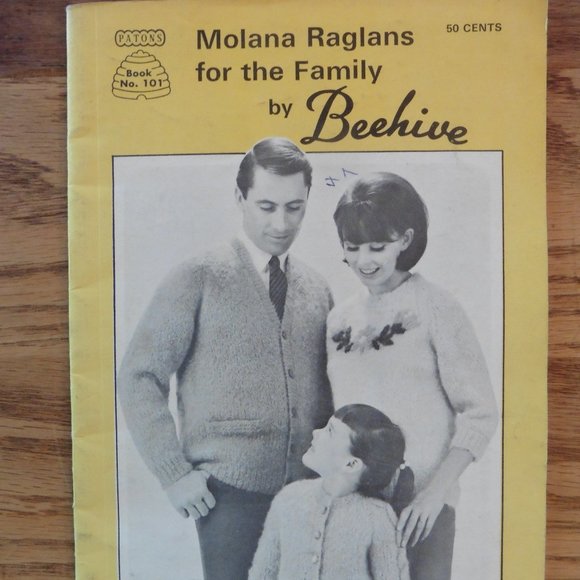 PATONS
Book
No. 101
Molana Raglans
for the Family
by Beehive
50 CENTS